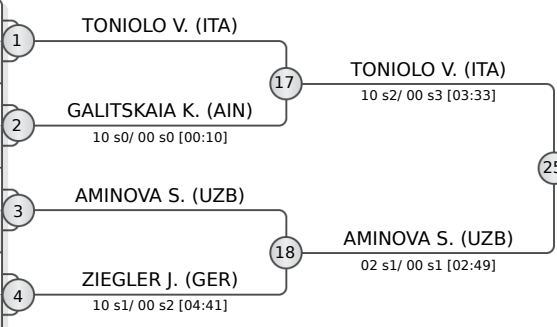 1
TONIOLO V. (ITA)
17
TONIOLO V. (ITA)
10 s2/ 00 s3 [03:33]
2
GALITSKAIA K. (AIN)
10 s0/ 00 s0 [00:10]
25
3
AMINOVA S. (UZB)
18
AMINOVA S. (UZB)
02 s1/ 00 s1 [02:49]
4
ZIEGLER J. (GER)
10 s1/ 00 s2 [04:41]